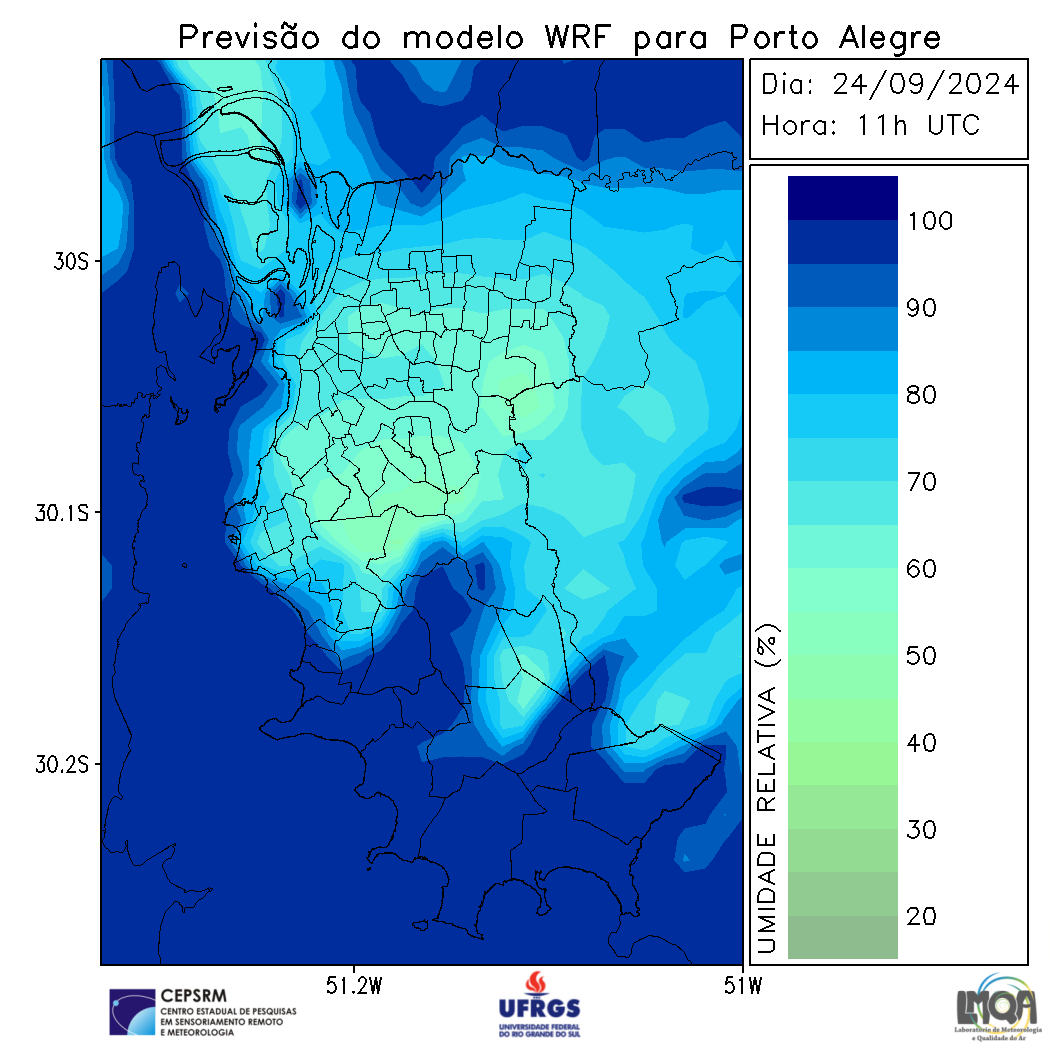 Previsão do modelo WRF para Porto Alegre
Dia: 24/09/2024
Hora: 11h UTC
100
90
80
70
60
50
40
30
20
UMIDADE RELATIVA (%)
30S
30.1S
30.2S
51.2W
51W
CEPSRM
CENTRO ESTADUAL DE PESQUISAS
EM SENSORIAMENTO REMOTO
E METEOROLOGIA
UFRGS
UNIVERSIDADE FEDERAL
DO RIO GRANDE DO SUL
LMQA
Laboratório de Meteorologia
e Qualidade do Ar